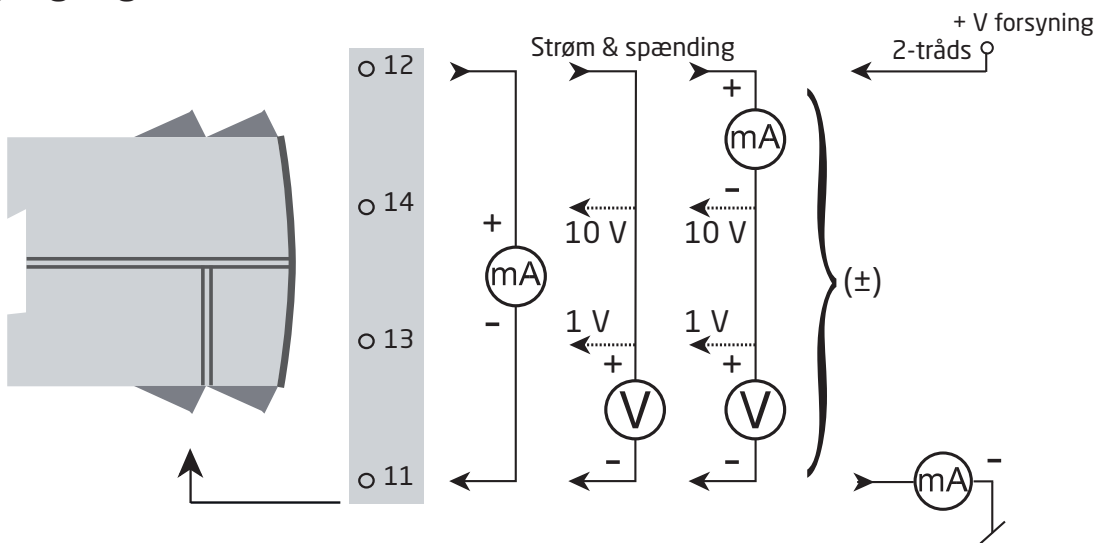 + V forsyning
2-tråds
Strøm & spænding
12
14
13
11
+
mA
-
10 V
1 V
+
V
-
+
mA
-
10 V
1 V
+
V
-
(±)
mA
-